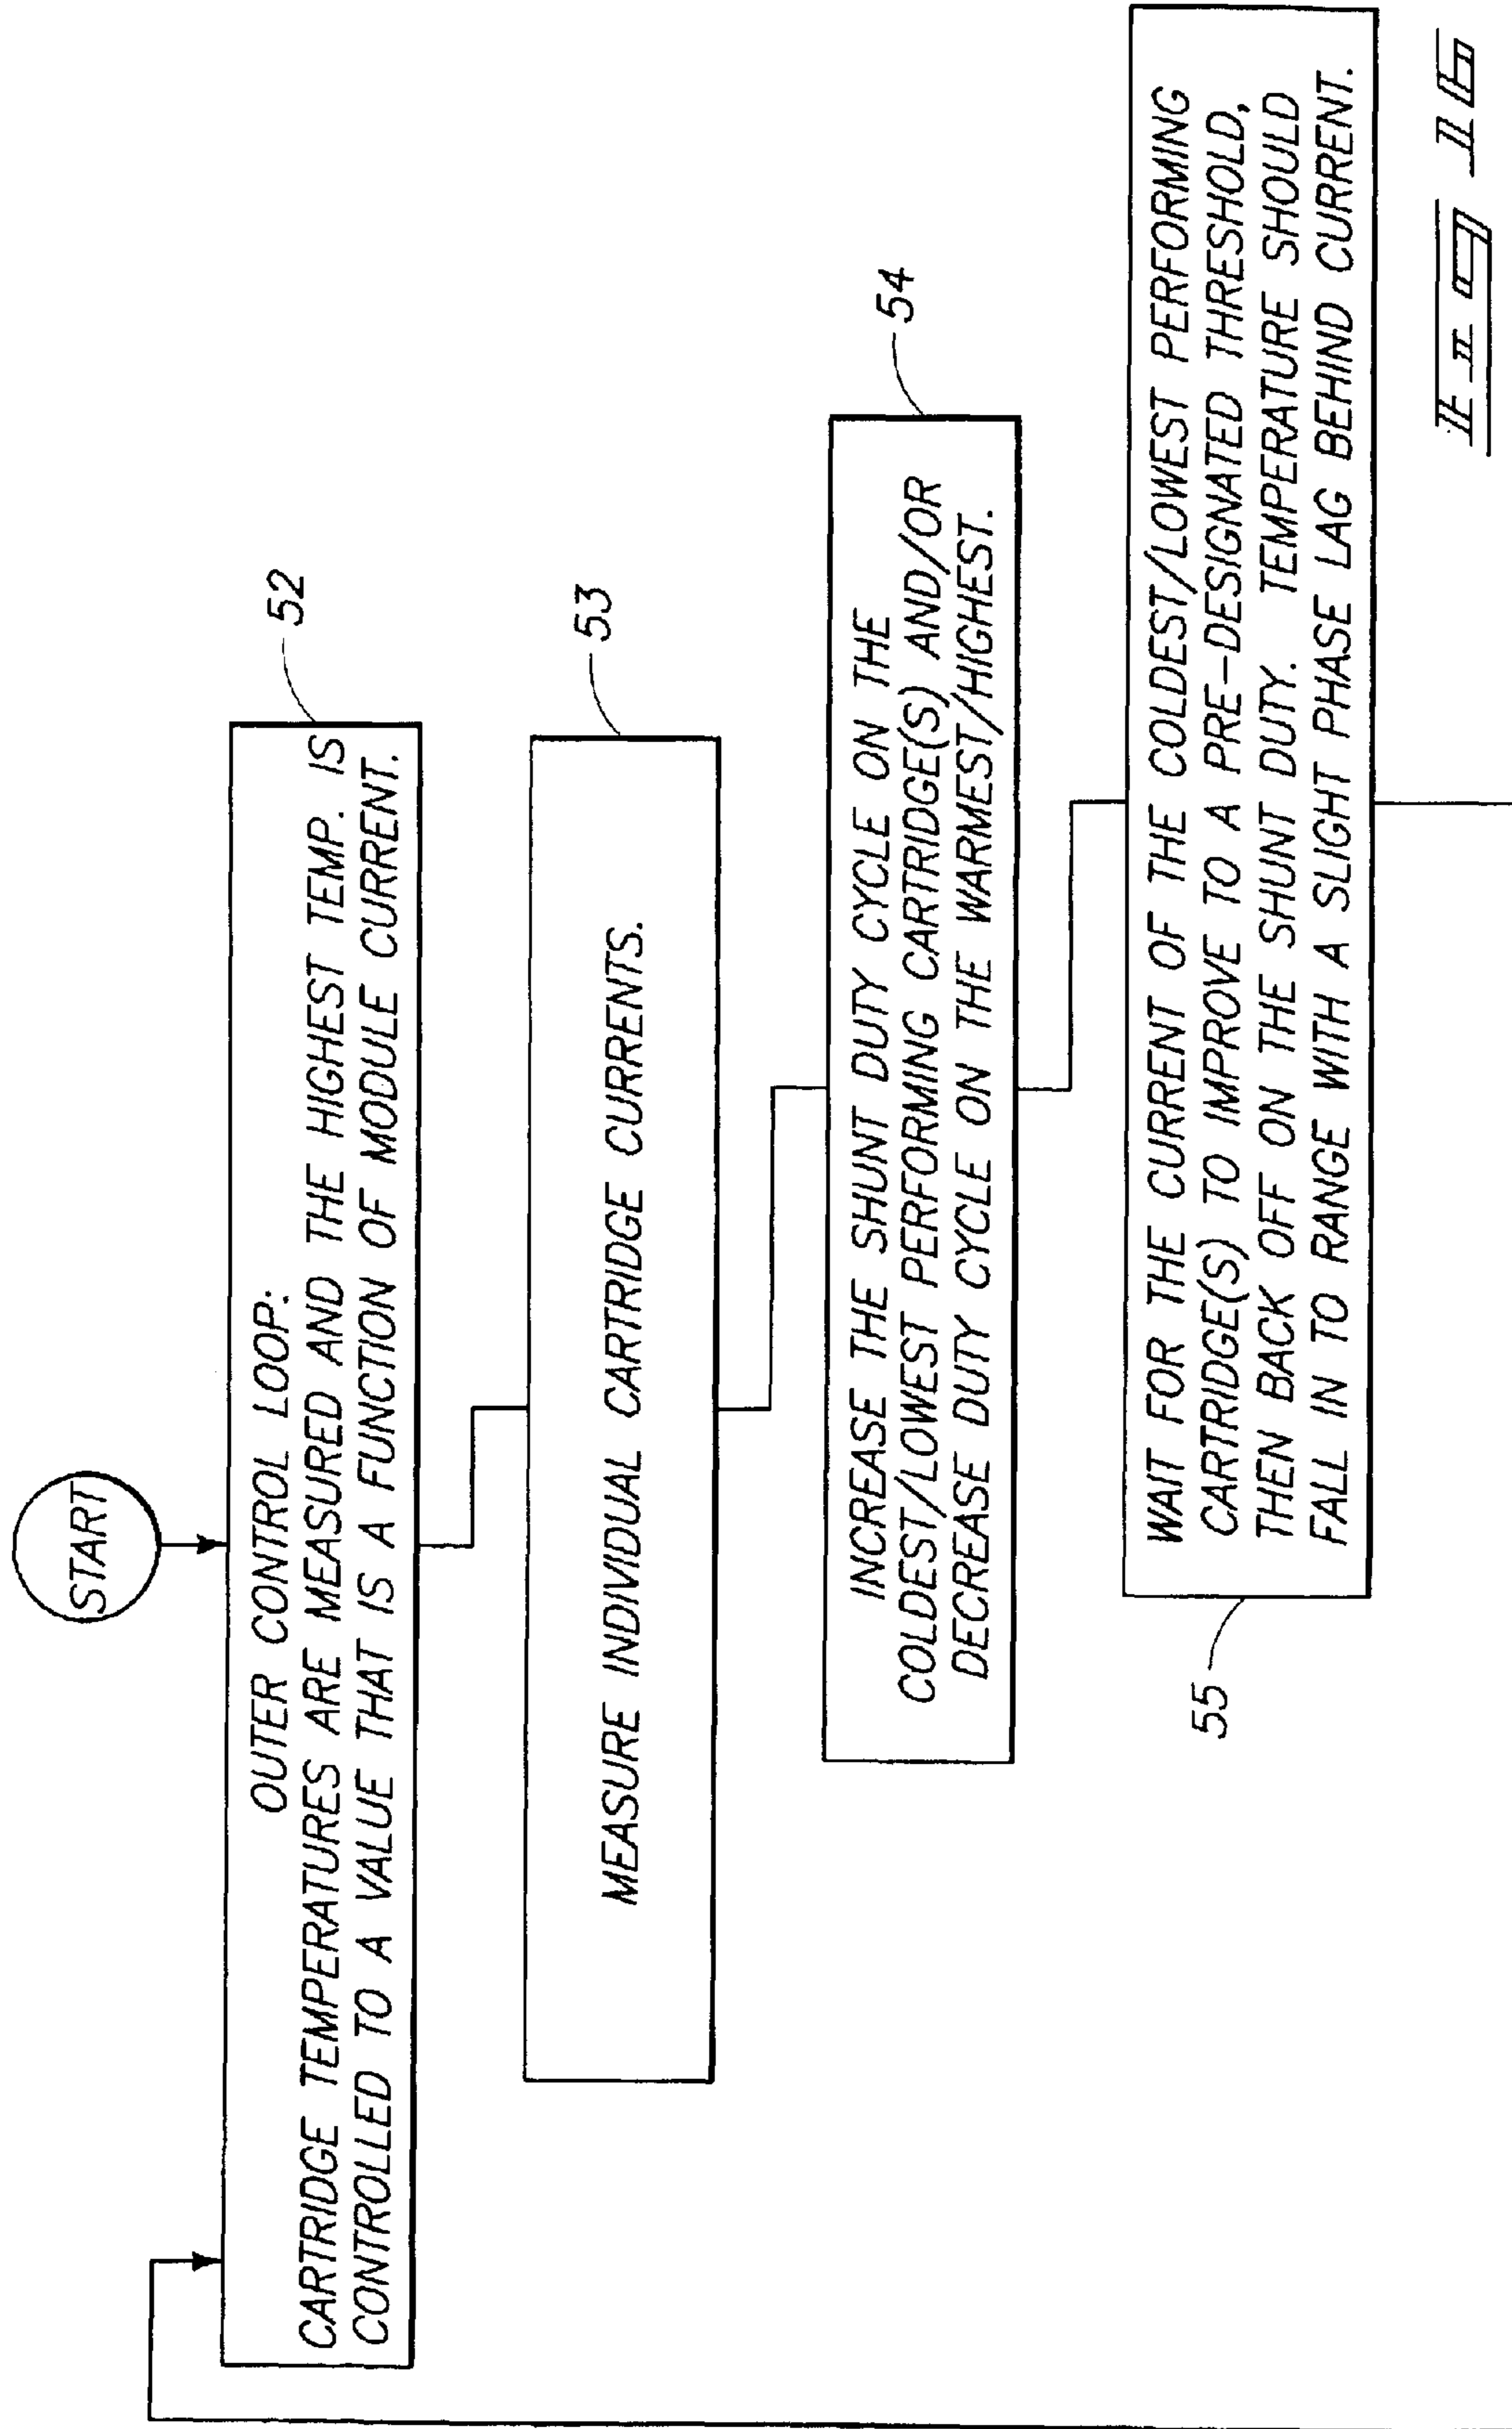 START
OUTER CONTROL LOOP:
CARTRIDGE TEMPERATURES ARE MEASURED AND THE HIGHEST TEMP. IS
CONTROLLED TO A VALUE THAT IS A FUNCTION OF MODULE CURRENT.
52
MEASURE INDIVIDUAL CARTRIDGE CURRENTS.
53
INCREASE THE SHUNT DUTY CYCLE ON THE
COLDEST/LOWEST PERFORMING CARTRIDGE(S) AND/OR
DECREASE DUTY CYCLE ON THE WARMEST/HIGHEST.
54
WAIT FOR THE CURRENT OF THE COLDEST/LOWEST PERFORMING
CARTRIDGE(S) TO IMPROVE TO A PRE-DESIGNATED THRESHOLD,
THEN BACK OFF ON THE SHUNT DUTY. TEMPERATURE SHOULD
FALL IN TO RANGE WITH A SLIGHT PHASE LAG BEHIND CURRENT.
55
Fig 16